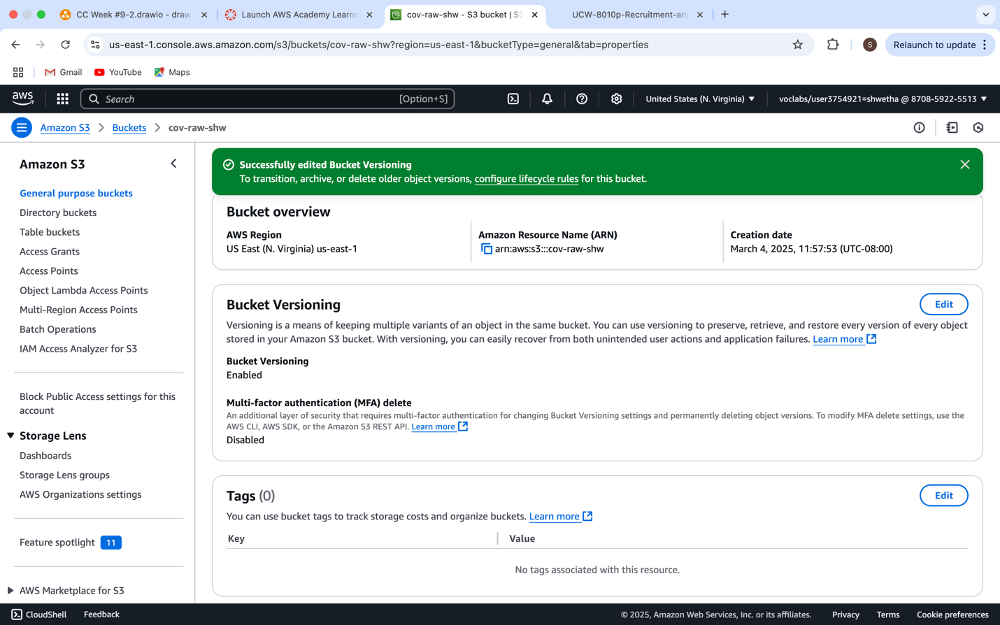 CC Week #9-2.drawio - draw
Launch AWS Academy Learne
cov-raw-shw - S3 bucket | S3
UCW-8010p-Recruitment-an
us-east-1.console.aws.amazon.com/s3/buckets/cov-raw-shw?region=us-east-1&bucketType=general&tab=properties
S
Relaunch to update
Gmail
YouTube
Maps
aws
Search
[Option+S]
United States (N. Virginia)
voclabs/user3754921=shwetha @ 8708-5922-5513
Amazon S3
Buckets
cov-raw-shw
Amazon S3
General purpose buckets
Directory buckets
Table buckets
Access Grants
Access Points
Object Lambda Access Points
Multi-Region Access Points
Batch Operations
IAM Access Analyzer for S3
Block Public Access settings for this
account
Storage Lens
Dashboards
Storage Lens groups
AWS Organizations settings
Feature spotlight 11
AWS Marketplace for S3
Successfully edited Bucket Versioning
To transition, archive, or delete older object versions, configure lifecycle rules for this bucket.
Bucket overview
AWS Region
US East (N. Virginia) us-east-1
Amazon Resource Name (ARN)
arn:aws:s3:::cov-raw-shw
Creation date
March 4, 2025, 11:57:53 (UTC-08:00)
Bucket Versioning
Edit
Versioning is a means of keeping multiple variants of an object in the same bucket. You can use versioning to preserve, retrieve, and restore every version of every object
stored in your Amazon S3 bucket. With versioning, you can easily recover from both unintended user actions and application failures. Learn more
Bucket Versioning
Enabled
Multi-factor authentication (MFA) delete
An additional layer of security that requires multi-factor authentication for changing Bucket Versioning settings and permanently deleting object versions. To modify MFA delete settings, use the
AWS CLI, AWS SDK, or the Amazon S3 REST API. Learn more
Disabled
Tags (0)
Edit
You can use bucket tags to track storage costs and organize buckets. Learn more
Key
Value
No tags associated with this resource.
CloudShell
Feedback
© 2025, Amazon Web Services, Inc. or its affiliates.
Privacy
Terms
Cookie preferences